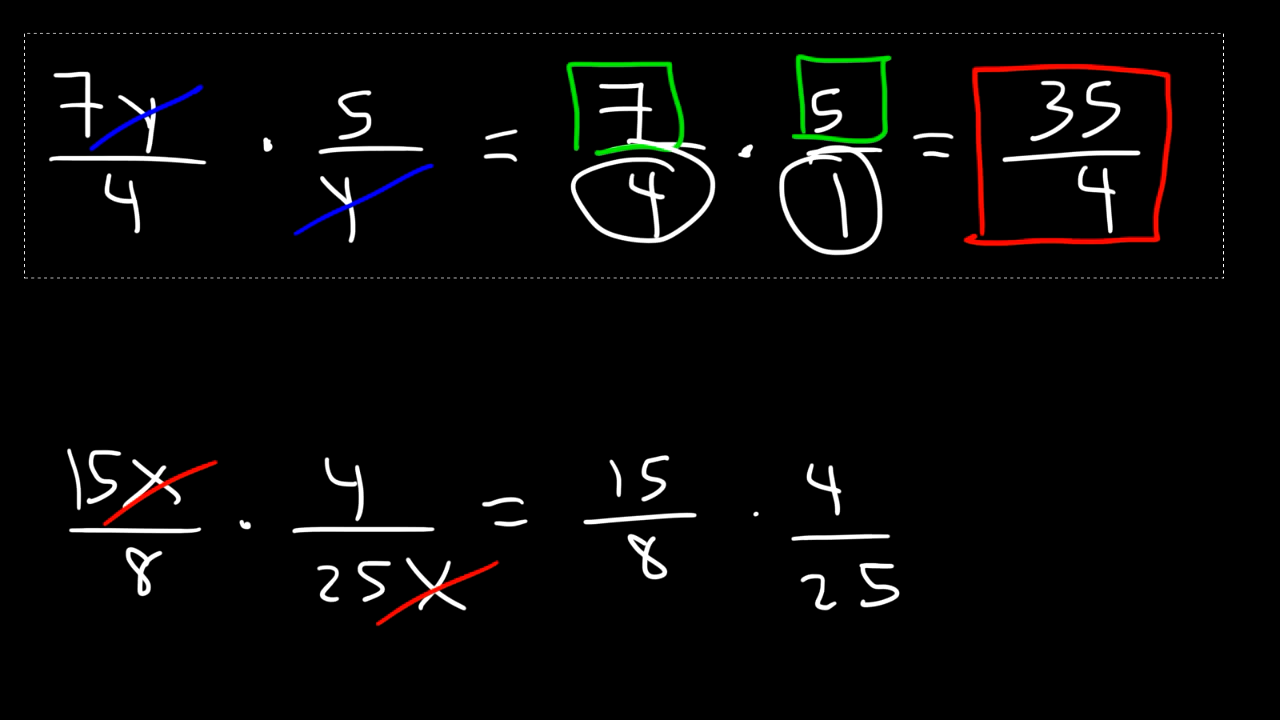 7y/4 · 5/y = 7/4 · 5/1 = 35/4
15x/8 · 4/25x = 15/8 · 4/25